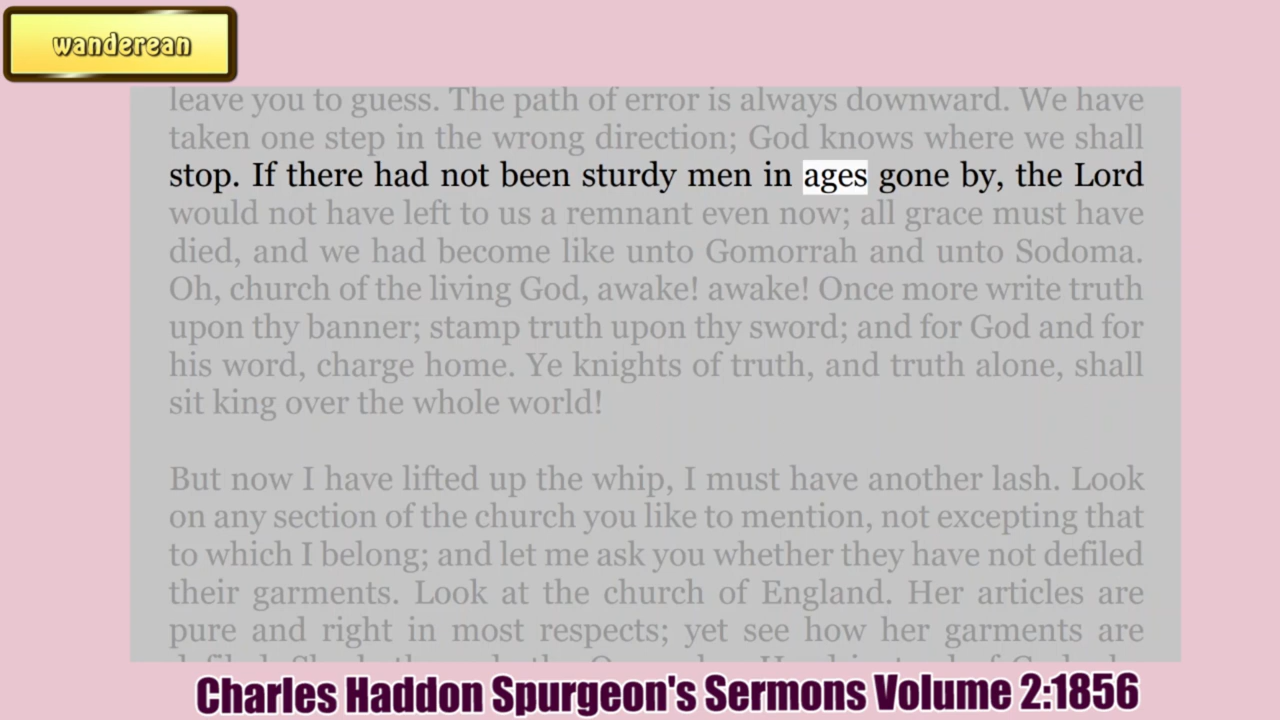 wanderean
leave you to guess. The path of error is always downward. We have
taken one step in the wrong direction; God knows where we shall
stop. If there had not been sturdy men in ages gone by, the Lord
would not have left to us a remnant even now; all grace must have
died, and we had become like unto Gomorrah and unto Sodoma.
Oh, church of the living God, awake! awake! Once more write truth
upon thy banner; stamp truth upon thy sword; and for God and for
his word, charge home. Ye knights of truth, and truth alone, shall
sit king over the whole world!
But now I have lifted up the whip, I must have another lash. Look
on any section of the church you like to mention, not excepting that
to which I belong; and let me ask you whether they have not defiled
their garments. Look at the church of England. Her articles are
pure and right in most respects; yet see how her garments are
Charles Haddon Spurgeon's Sermons Volume 2:1856